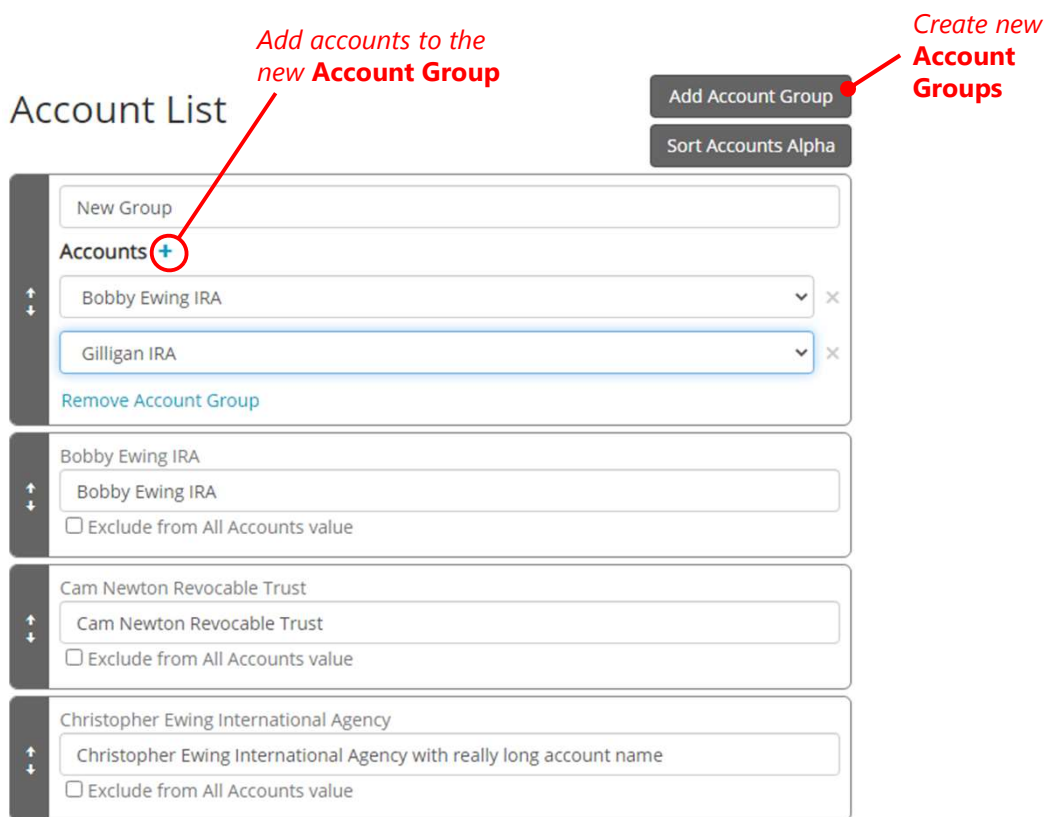 Add accounts to the
new Account Group
Create new
Account
Groups
Account List
Add Account Group
Sort Accounts Alpha
New Group
Accounts +
Bobby Ewing IRA
Gilligan IRA
Remove Account Group
Bobby Ewing IRA
Bobby Ewing IRA
Exclude from All Accounts value
Cam Newton Revocable Trust
Cam Newton Revocable Trust
Exclude from All Accounts value
Christopher Ewing International Agency
Christopher Ewing International Agency with really long account name
Exclude from All Accounts value